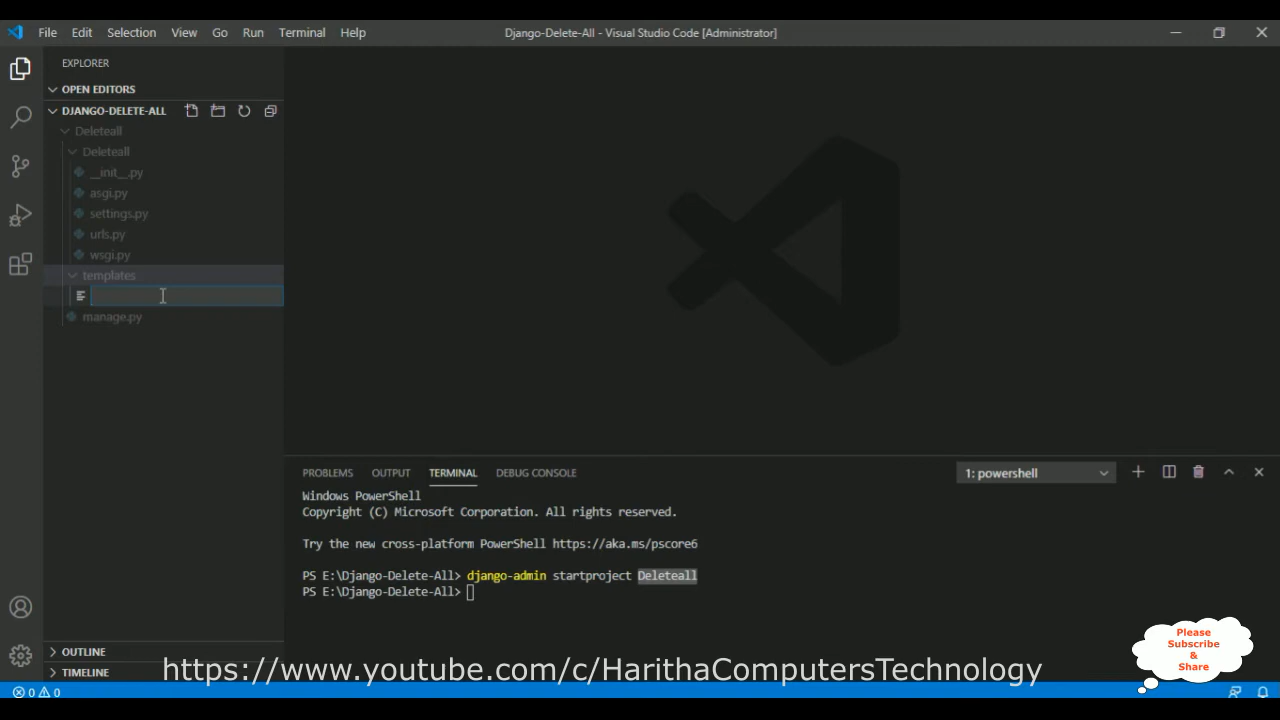 File Edit Selection View Go Run Terminal Help
Django-Delete-All - Visual Studio Code [Administrator]
EXPLORER
OPEN EDITORS
DJANGO-DELETE-ALL
Deleteall
Deleteall
__init__.py
asgi.py
settings.py
urls.py
wsgi.py
templates
manage.py
OUTLINE
TIMELINE
PROBLEMS OUTPUT TERMINAL DEBUG CONSOLE
1: powershell
Windows PowerShell
Copyright (C) Microsoft Corporation. All rights reserved.
Try the new cross-platform PowerShell https://aka.ms/pscore6
PS E:\Django-Delete-All> django-admin startproject Deleteall
PS E:\Django-Delete-All>
Please
Subscribe
&
Share
https://www.youtube.com/c/HarithaComputersTechnology
0 0